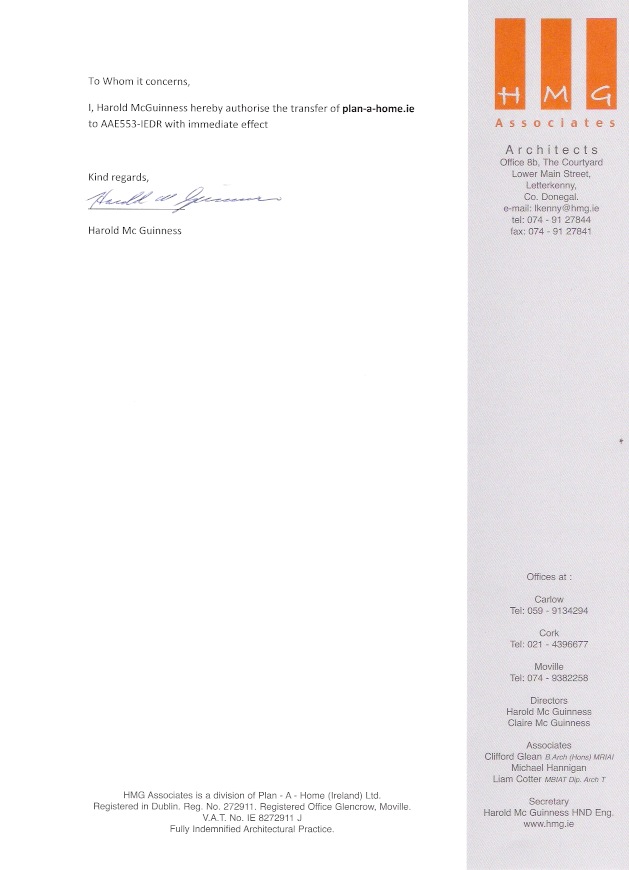 To Whom it concerns,
I, Harold McGuinness hereby authorise the transfer of plan-a-home.ie
to AAE553-IEDR with immediate effect
Kind regards,
Harold Mc Guinness
HMG
Associates
Architects
Office 8b, The Courtyard
Lower Main Street,
Letterkenny,
Co. Donegal.
e-mail: lkenny@hmg.ie
tel: 074 - 91 27844
fax: 074 - 91 27841
Offices at :
Carlow
Tel: 059 - 9134294
Cork
Tel: 021 - 4396677
Moville
Tel: 074 - 9382258
Directors
Harold Mc Guinness
Claire Mc Guinness
Associates
Clifford Glean B.Arch (Hons) MRIAI
Michael Hannigan
Liam Cotter MBIAT Dip. Arch T
Secretary
Harold Mc Guinness HND Eng.
www.hmg.ie
HMG Associates is a division of Plan - A - Home (Ireland) Ltd.
Registered in Dublin. Reg. No. 272911. Registered Office Glencrow, Moville.
V.A.T. No. IE 8272911 J
Fully Indemnified Architectural Practice.